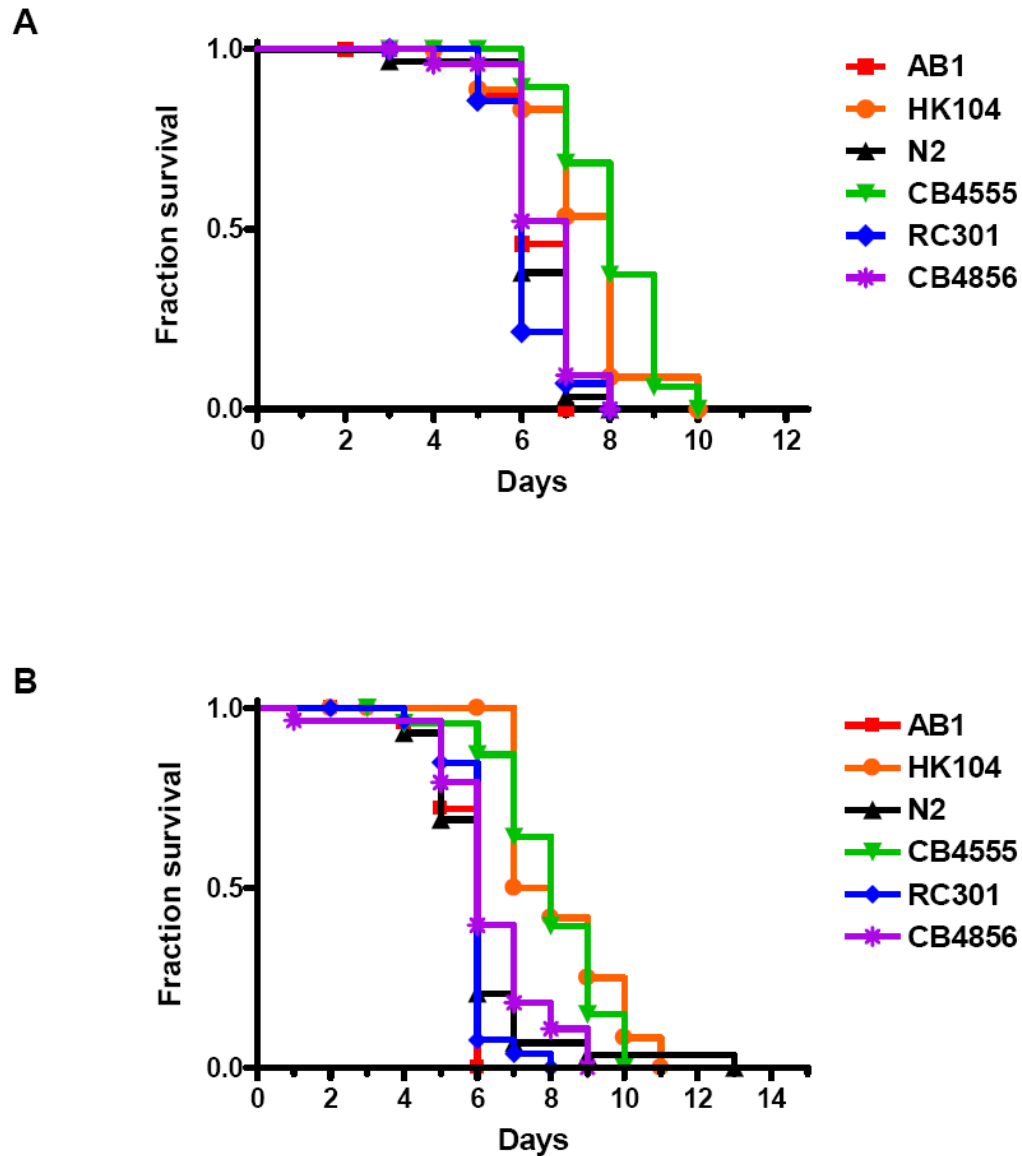 A
Fraction survival
1.0
0.5
0.0
0 2 4 6 8 10 12
Days
AB1
HK104
N2
CB4555
RC301
CB4856
B
Fraction survival
1.0
0.5
0.0
0 2 4 6 8 10 12 14
Days
AB1
HK104
N2
CB4555
RC301
CB4856